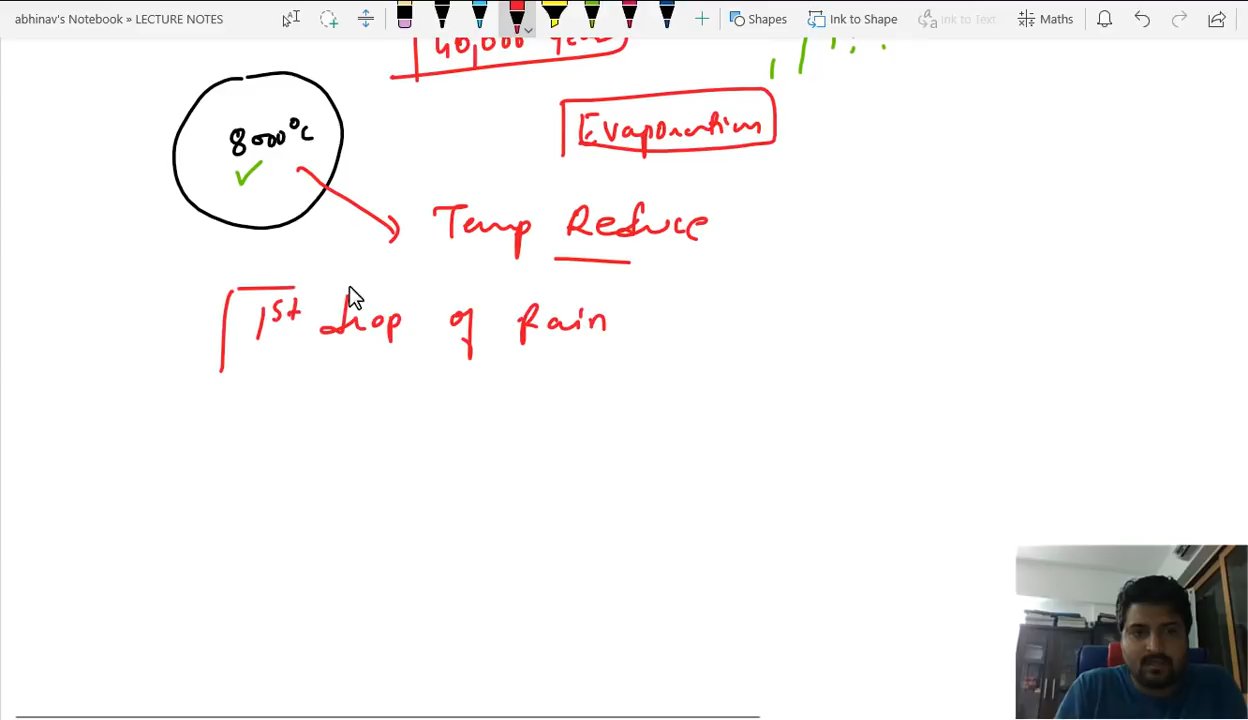 abhinav's Notebook » LECTURE NOTES
Shapes
Ink to Shape
Ink to Text
Maths
40,000 year
8000°C
Evaporation
Temp Reduce
1st drop of Rain